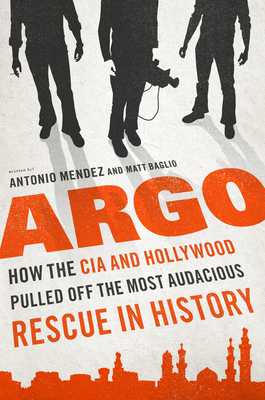 ANTONIO MENDEZ AND MATT BAGLIO
ARGO
HOW THE CIA AND HOLLYWOOD
PULLED OFF THE MOST AUDACIOUS
RESCUE IN HISTORY